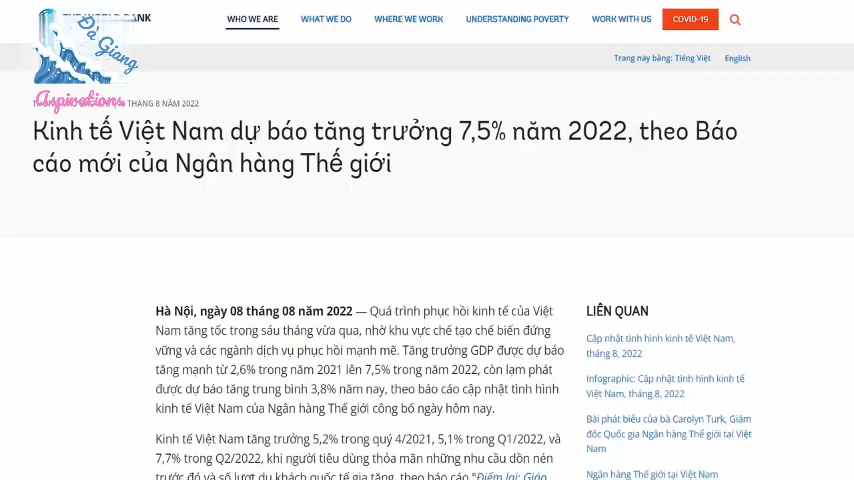 THE WORLD BANK
WHO WE ARE
WHAT WE DO
WHERE WE WORK
UNDERSTANDING POVERTY
WORK WITH US
COVID-19
Đà Giang
Aspirations
Trang này bằng: Tiếng Việt
English
THÁNG 8 NĂM 2022
Kinh tế Việt Nam dự báo tăng trưởng 7,5% năm 2022, theo Báo
cáo mới của Ngân hàng Thế giới
Hà Nội, ngày 08 tháng 08 năm 2022 — Quá trình phục hồi kinh tế của Việt
Nam tăng tốc trong sáu tháng vừa qua, nhờ khu vực chế tạo chế biến đứng
vững và các ngành dịch vụ phục hồi mạnh mẽ. Tăng trưởng GDP được dự báo
tăng mạnh từ 2,6% trong năm 2021 lên 7,5% trong năm 2022, còn lạm phát
được dự báo tăng trung bình 3,8% năm nay, theo báo cáo cập nhật tình hình
kinh tế Việt Nam của Ngân hàng Thế giới công bố ngày hôm nay.
Kinh tế Việt Nam tăng trưởng 5,2% trong quý 4/2021, 5,1% trong Q1/2022, và
7,7% trong Q2/2022, khi người tiêu dùng thỏa mãn những nhu cầu dồn nén
trước đó và số lượt du khách quốc tế gia tăng, theo báo cáo "Điểm lại: Giáo
LIÊN QUAN
Cập nhật tình hình kinh tế Việt Nam,
tháng 8, 2022
Infographic: Cập nhật tình hình kinh tế
Việt Nam, tháng 8, 2022
Bài phát biểu của bà Carolyn Turk, Giám
đốc Quốc gia Ngân hàng Thế giới tại Việt
Nam
Ngân hàng Thế giới tại Việt Nam